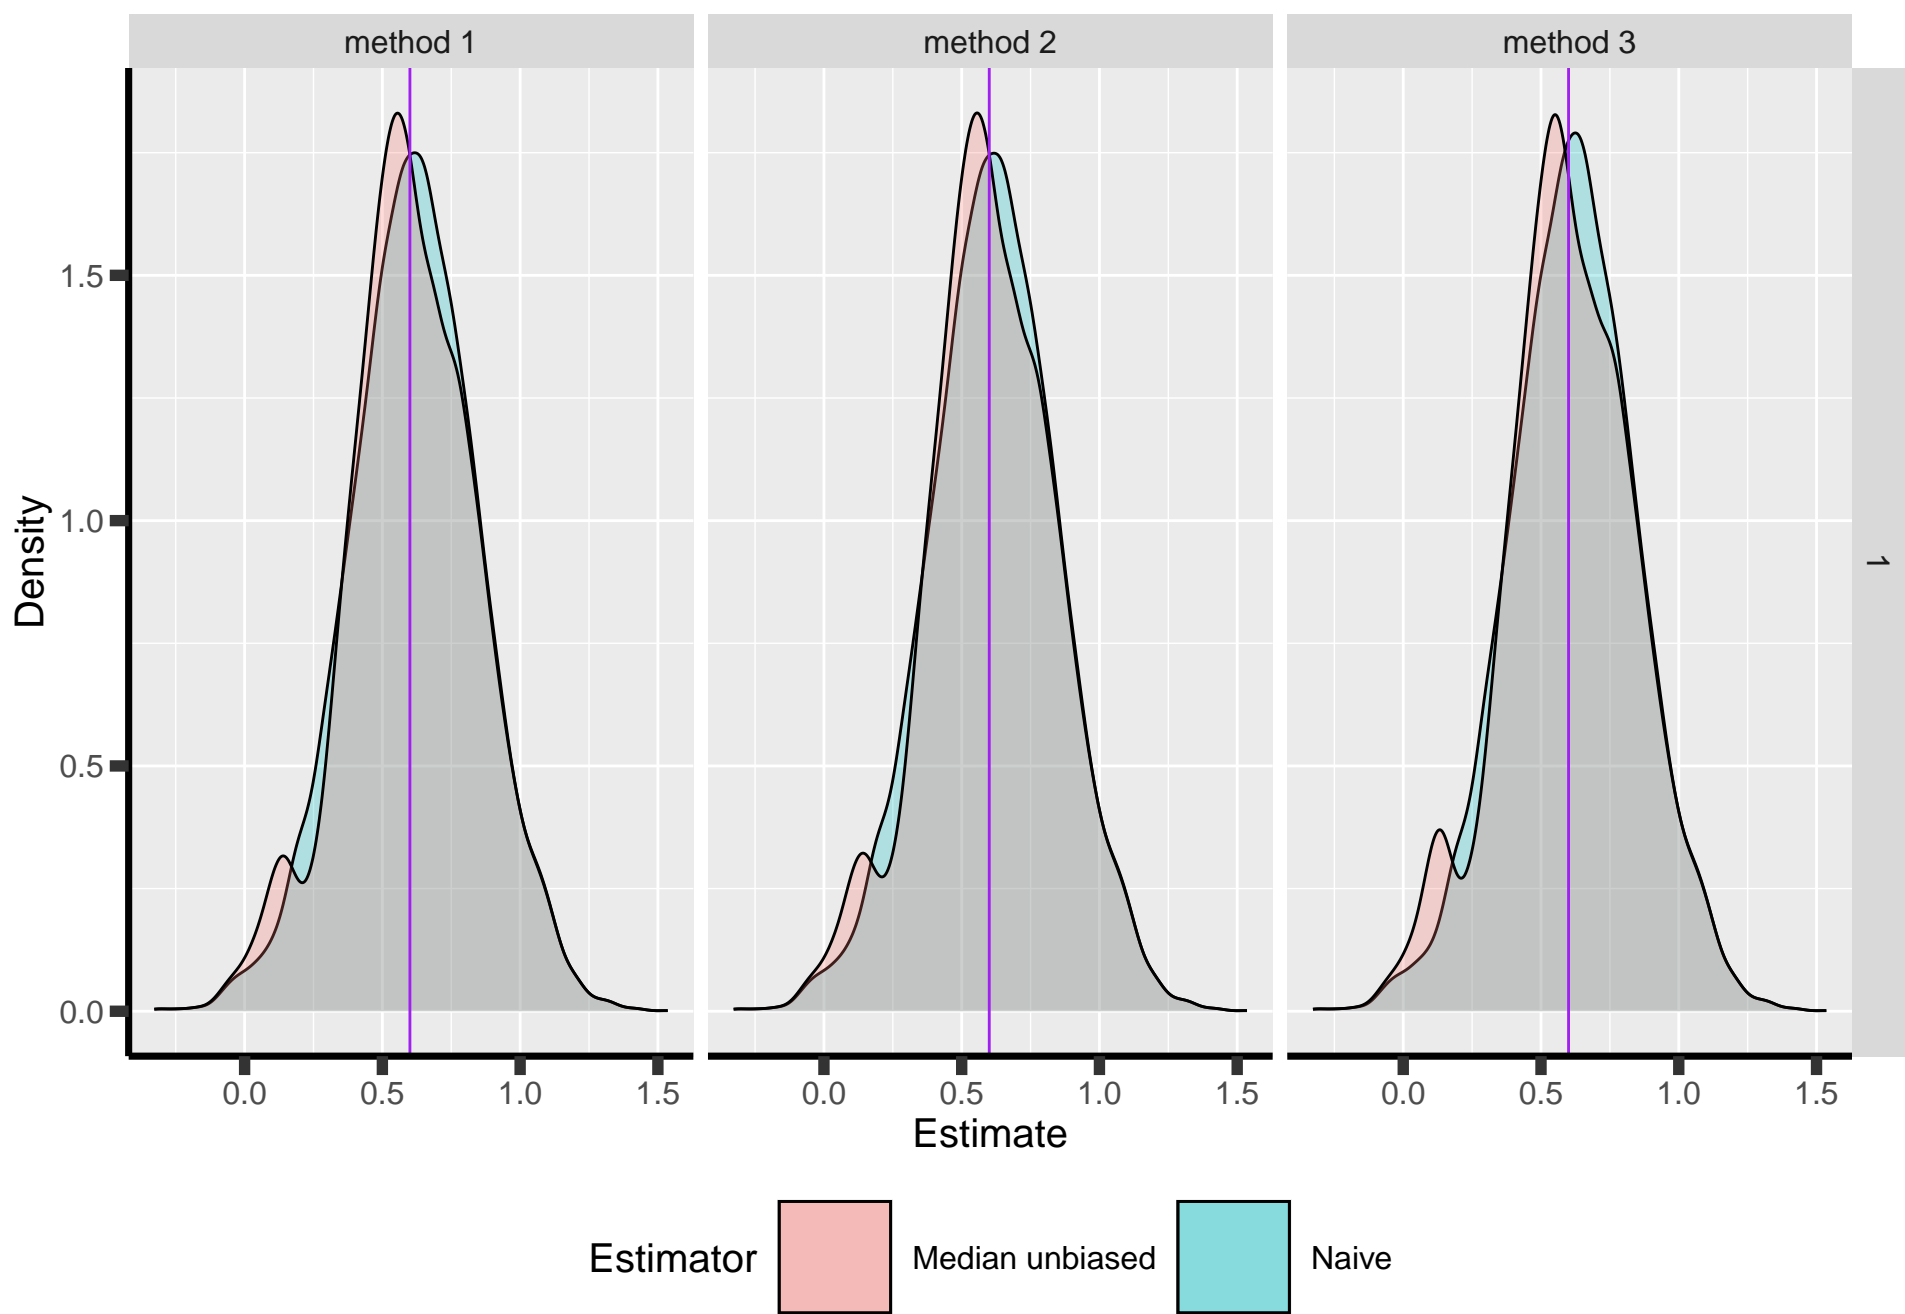 method 1 method 2 method 3
1
Density
1.5
1.0
0.5
0.0
0.0 0.5 1.0 1.5 0.0 0.5 1.0 1.5 0.0 0.5 1.0 1.5
Estimate
Estimator Median unbiased Naive